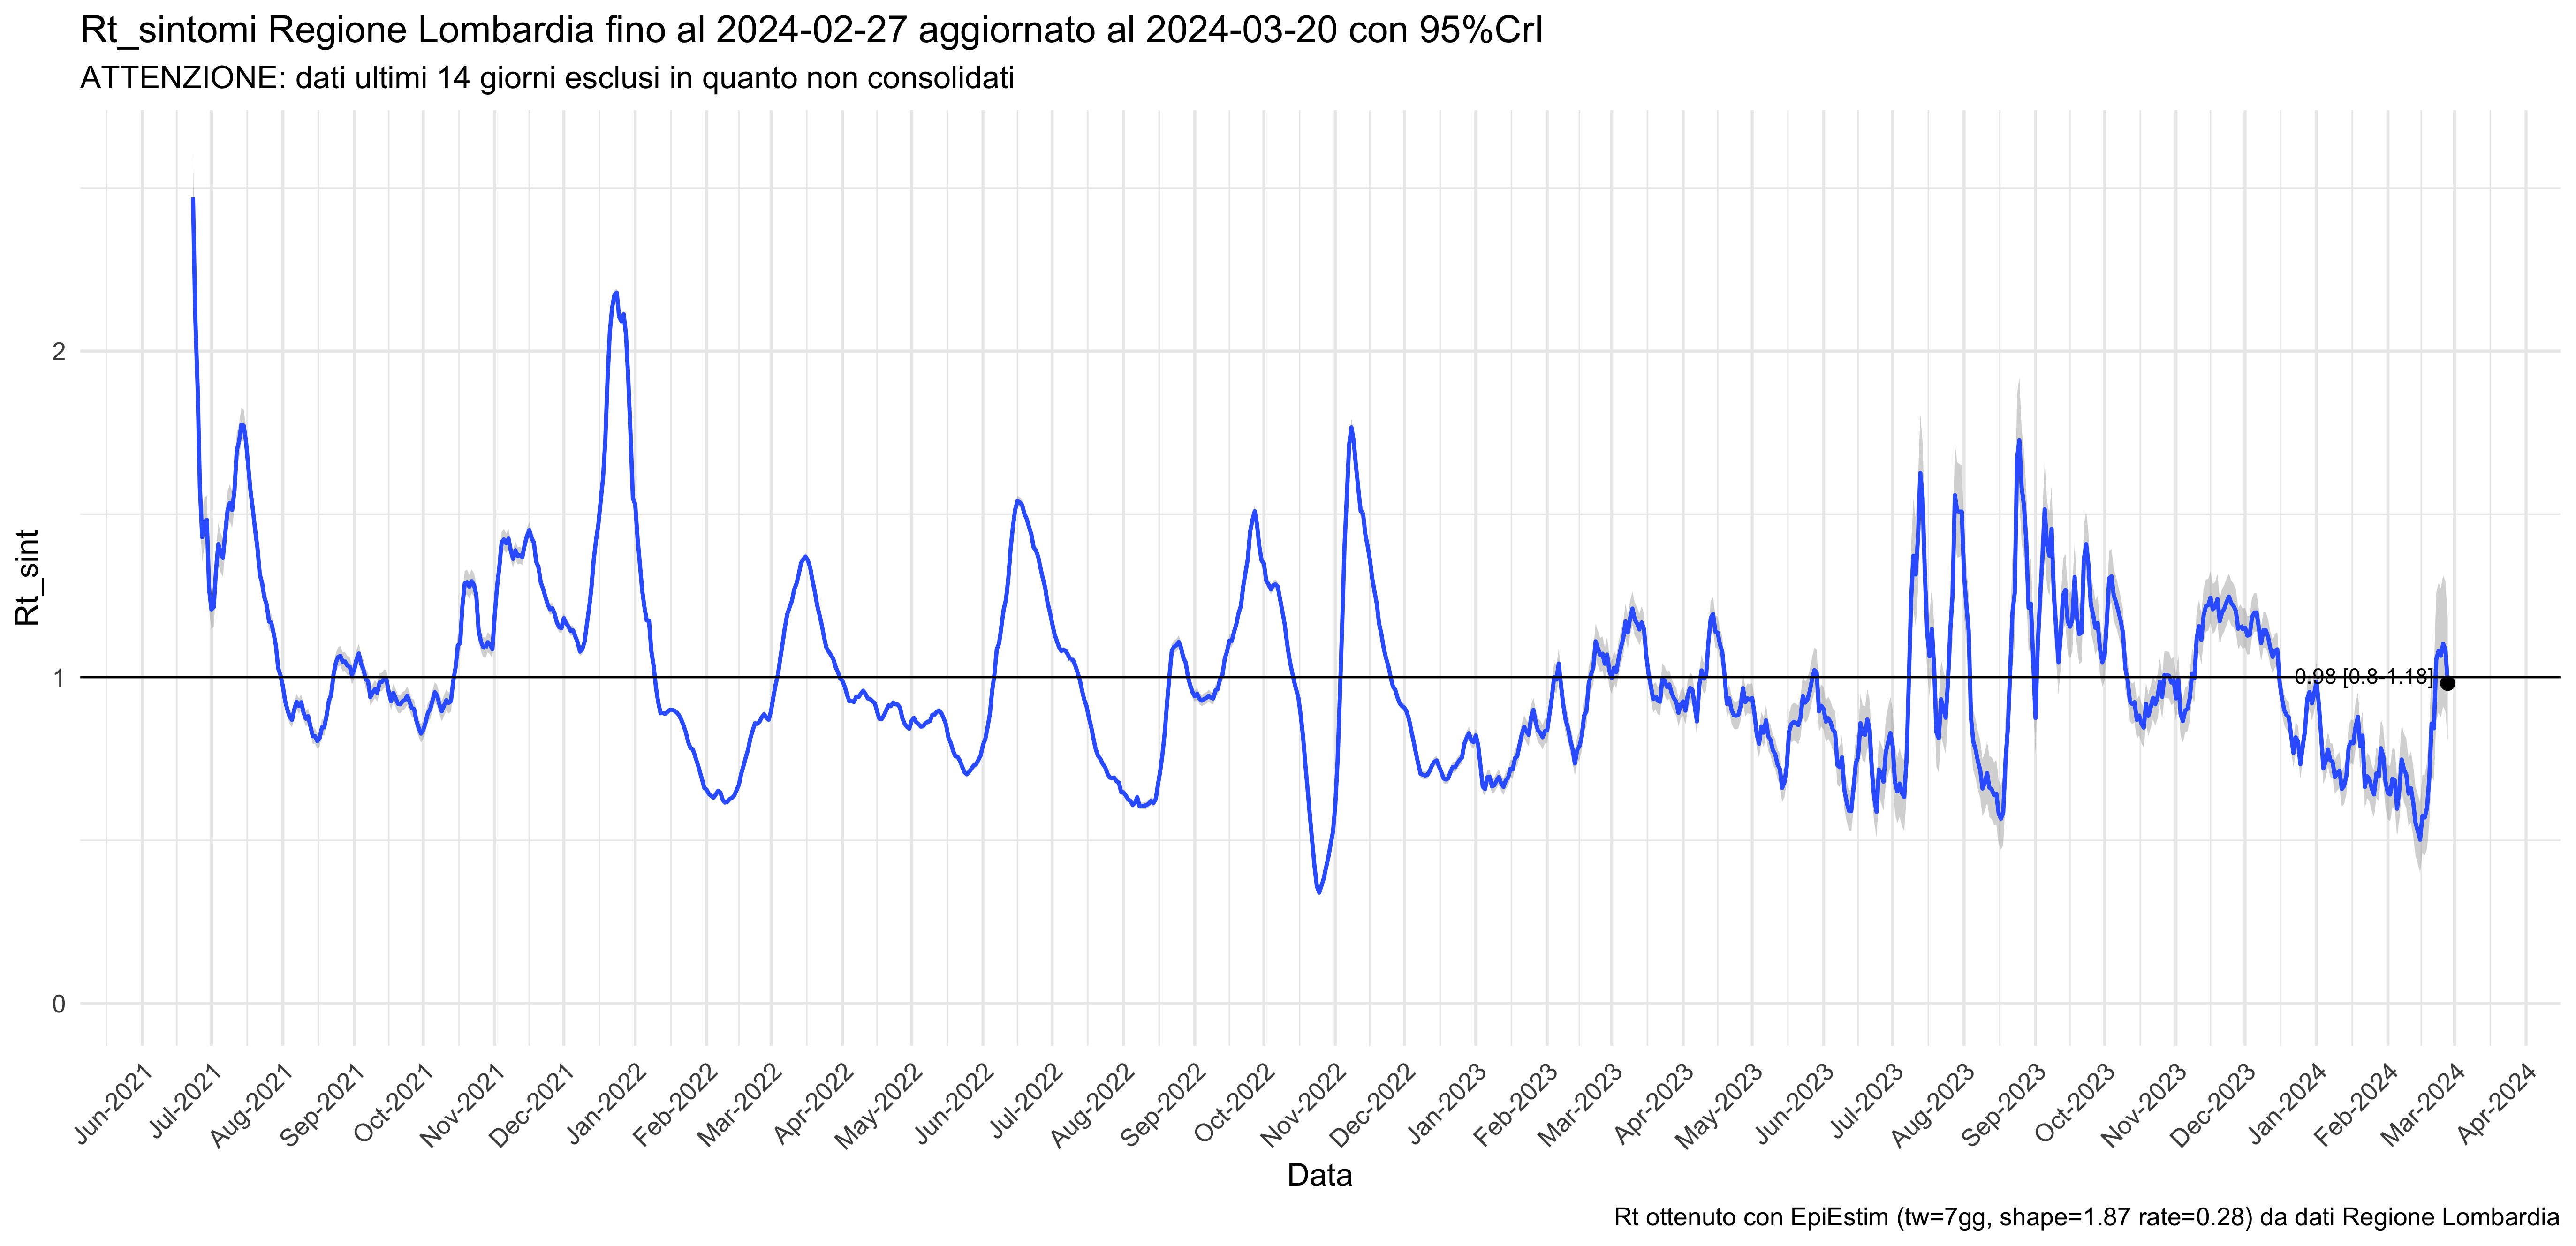 Rt_sintomi Regione Lombardia fino al 2024-02-27 aggiornato al 2024-03-20 con 95%CrI
ATTENZIONE: dati ultimi 14 giorni esclusi in quanto non consolidati
Rt_sint
2
1
0
0.98 [0.8-1.18]
Jun-2021
Jul-2021
Aug-2021
Sep-2021
Oct-2021
Nov-2021
Dec-2021
Jan-2022
Feb-2022
Mar-2022
Apr-2022
May-2022
Jun-2022
Jul-2022
Aug-2022
Sep-2022
Oct-2022
Nov-2022
Dec-2022
Jan-2023
Feb-2023
Mar-2023
Apr-2023
May-2023
Jun-2023
Jul-2023
Aug-2023
Sep-2023
Oct-2023
Nov-2023
Dec-2023
Jan-2024
Feb-2024
Mar-2024
Apr-2024
Data
Rt ottenuto con EpiEstim (tw=7gg, shape=1.87 rate=0.28) da dati Regione Lombardia